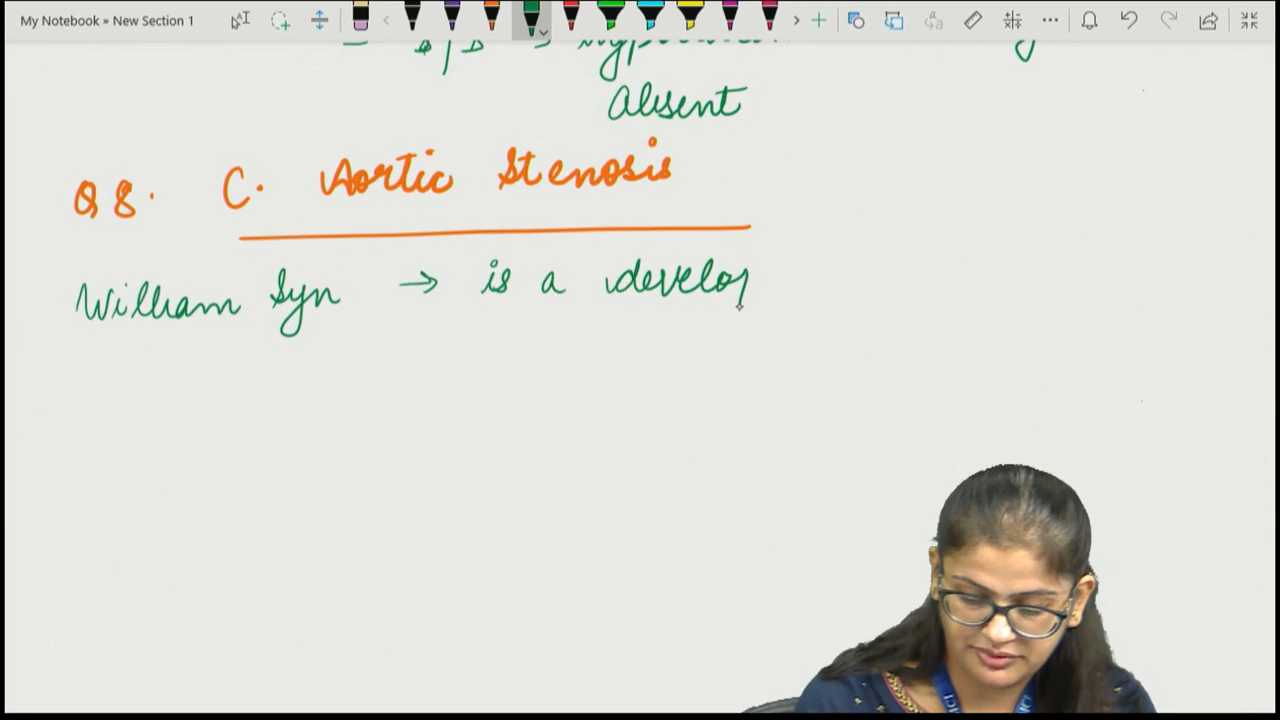 My Notebook » New Section 1
Absent
Q 8. C. Aortic Stenosis
William Syn → is a develop